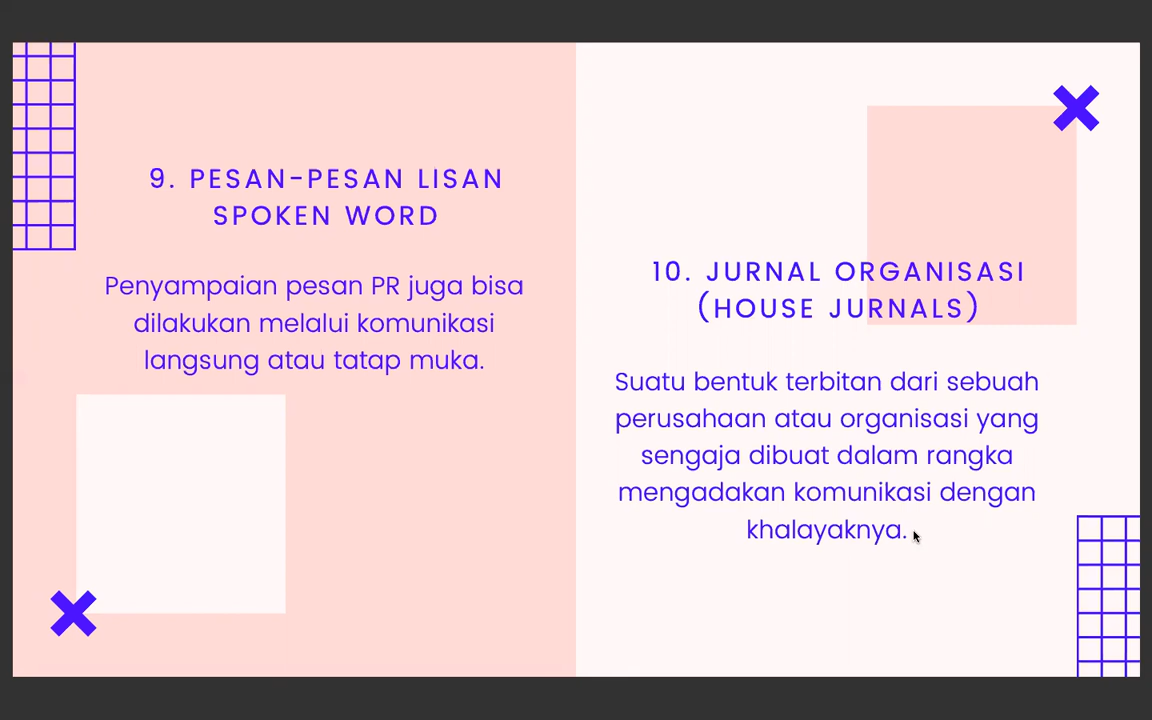 9. PESAN-PESAN LISAN
SPOKEN WORD
Penyampaian pesan PR juga bisa
dilakukan melalui komunikasi
langsung atau tatap muka.
10. JURNAL ORGANISASI
(HOUSE JURNALS)
Suatu bentuk terbitan dari sebuah
perusahaan atau organisasi yang
sengaja dibuat dalam rangka
mengadakan komunikasi dengan
khalayaknya.